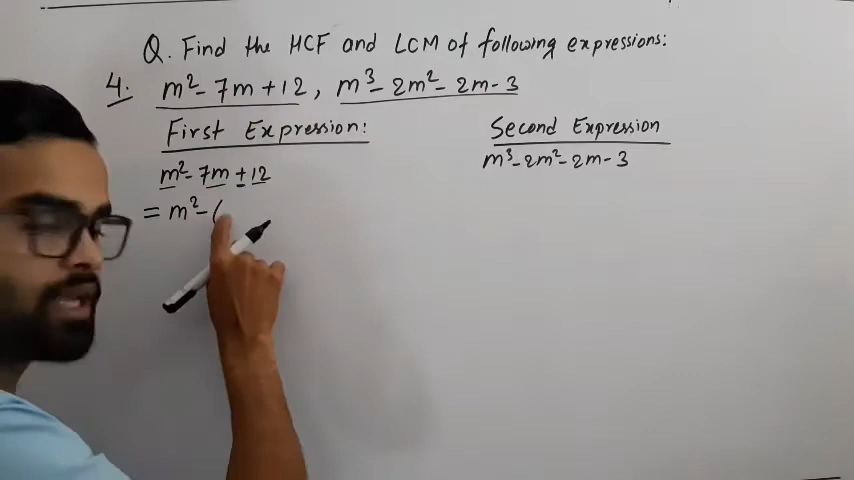 Q. Find the HCF and LCM of following expressions:
4. m²- 7m + 12, m³- 2m²- 2m - 3
First Expression:
m²- 7m + 12
= m²- (
Second Expression
m³- 2m²- 2m - 3